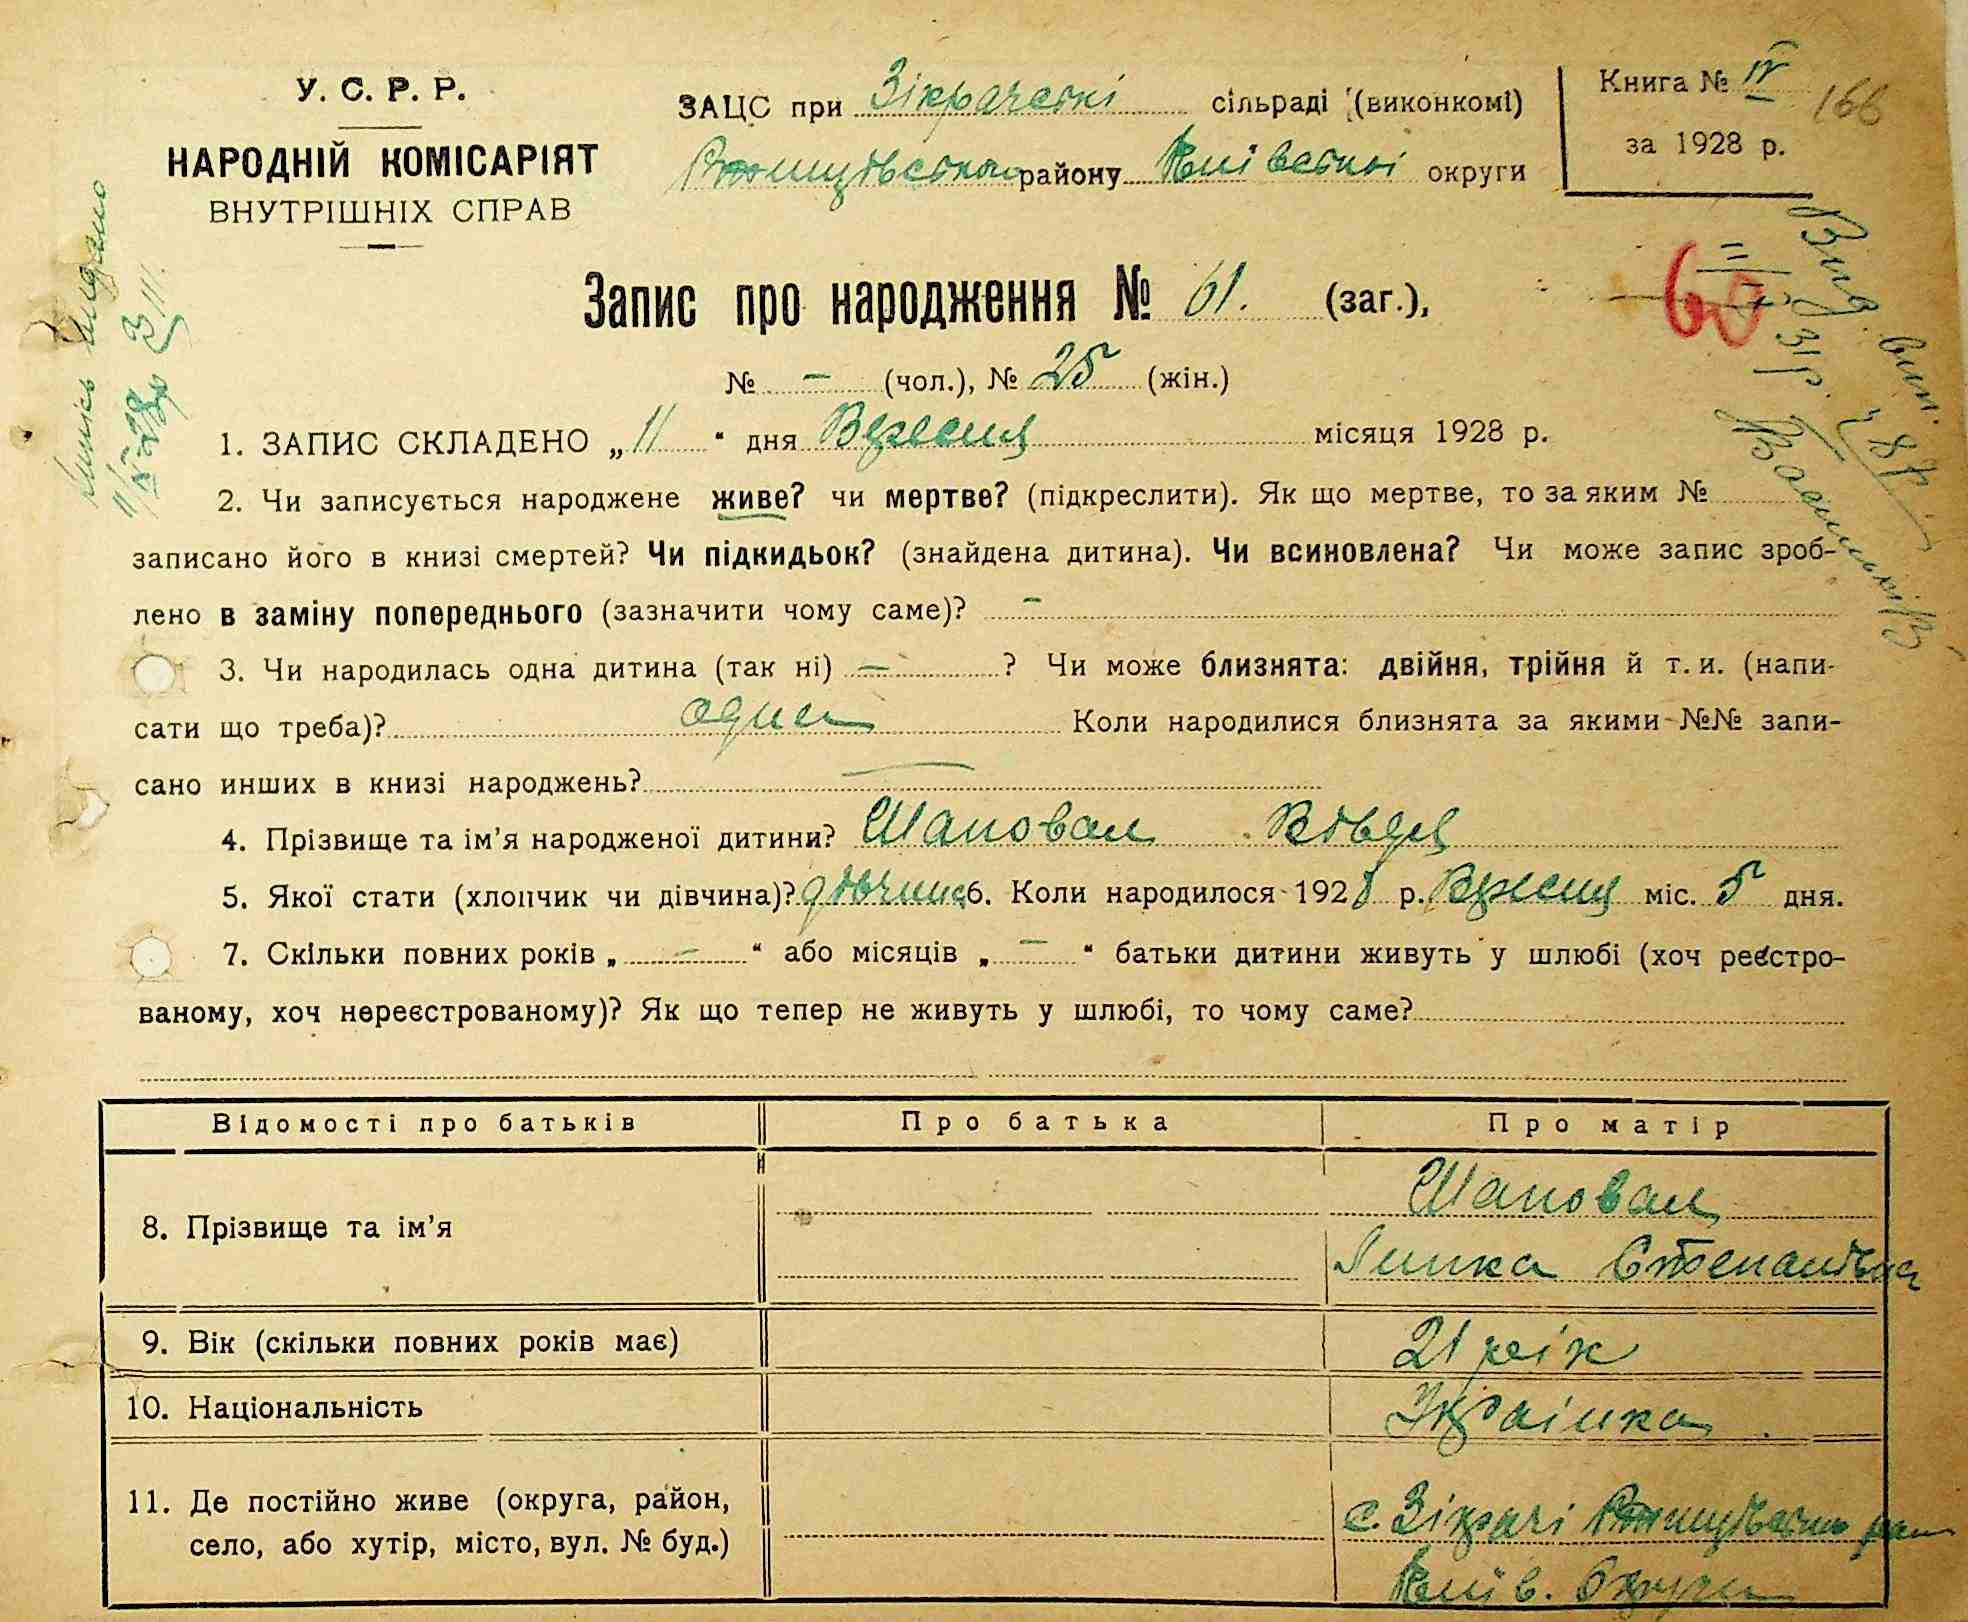 У. С. Р. Р.
НАРОДНІЙ КОМІСАРІЯТ
ВНУТРІШНІХ СПРАВ
ЗАЦС при Зікрачеські сільраді (виконкомі)
району Київської округи
Книга № IV
за 1928 р.
166
Запис про народження № 61. (заг.),
60
№ – (чол.), № 25 (жін.)
1. ЗАПИС СКЛАДЕНО „11“ дня Вересня місяця 1928 р.
2. Чи записується народжене живе? чи мертве? (підкреслити). Як що мертве, то за яким №
записано його в книзі смертей? Чи підкидьок? (знайдена дитина). Чи всиновлена? Чи може запис зроб-
лено в заміну попереднього (зазначити чому саме)? –
3. Чи народилась одна дитина (так ні) – ? Чи може близнята: двійня, трійня й т. и. (напи-
сати що треба)? одна Коли народилися близнята за якими №№ запи-
сано инших в книзі народжень? —
4. Прізвище та ім’я народженої дитини? Шаповал
5. Якої стати (хлопчик чи дівчина)? дівчина 6. Коли народилося 1928 р. Вересня міс. 5 дня.
7. Скільки повних років „ – “ або місяців „ – “ батьки дитини живуть у шлюбі (хоч реєстро-
ваному, хоч нереєстрованому)? Як що тепер не живуть у шлюбі, то чому саме?
Відомості про батьків Про батька Про матір
8. Прізвище та ім’я Шаповал
Степанівна
9. Вік (скільки повних років має) 21 рік
10. Національність Україінка
11. Де постійно живе (округа, район, с. Зікрачі
село, або хутір, місто, вул. № буд.) Київ. Округи